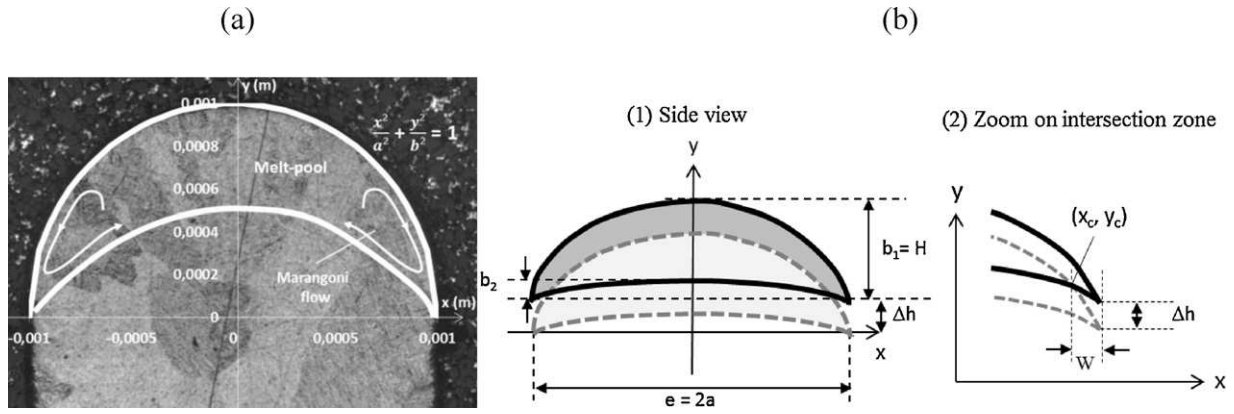 (a)
(b)
y (m)
0,001
x²/a² + y²/b² = 1
0,0008
Melt-pool
0,0006
0,0004
Marangoni
flow
0,0002
x (m)
0
-0,001
-0,0005
0
0,0005
0,001
(1) Side view
y
b₁= H
b₂
Δh
x
e = 2a
(2) Zoom on intersection zone
y
(x꜀, y꜀)
Δh
W
x